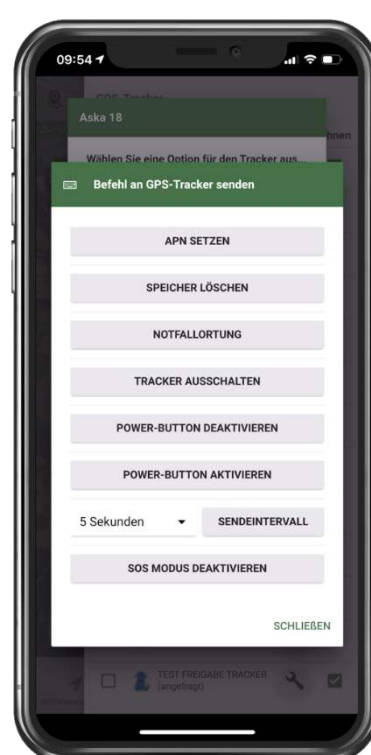 09:54
GPS-Tracker
Aska 18
Wählen Sie eine Option für den Tracker aus...
Befehl an GPS-Tracker senden
APN SETZEN
SPEICHER LÖSCHEN
NOTFALLORTUNG
TRACKER AUSSCHALTEN
POWER-BUTTON DEAKTIVIEREN
POWER-BUTTON AKTIVIEREN
5 Sekunden SENDEINTERVALL
SOS MODUS DEAKTIVIEREN
SCHLIEẞEN
TEST FREIGABE TRACKER
(angefragt)